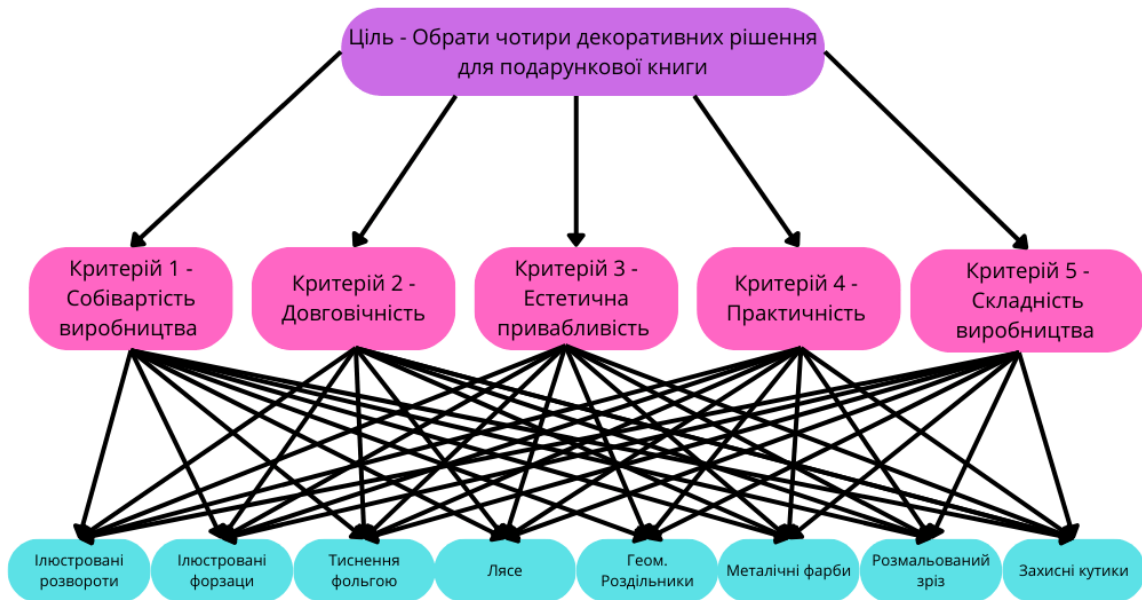 Ціль - Обрати чотири декоративних рішення
для подарункової книги
Критерій 1 -
Собівартість
виробництва
Критерій 2 -
Довговічність
Критерій 3 -
Естетична
привабливість
Критерій 4 -
Практичність
Критерій 5 -
Складність
виробництва
Ілюстровані
розвороти
Ілюстровані
форзаци
Тиснення
фольгою
Лясе
Геом.
Роздільники
Металічні фарби
Розмальований
зріз
Захисні кутики